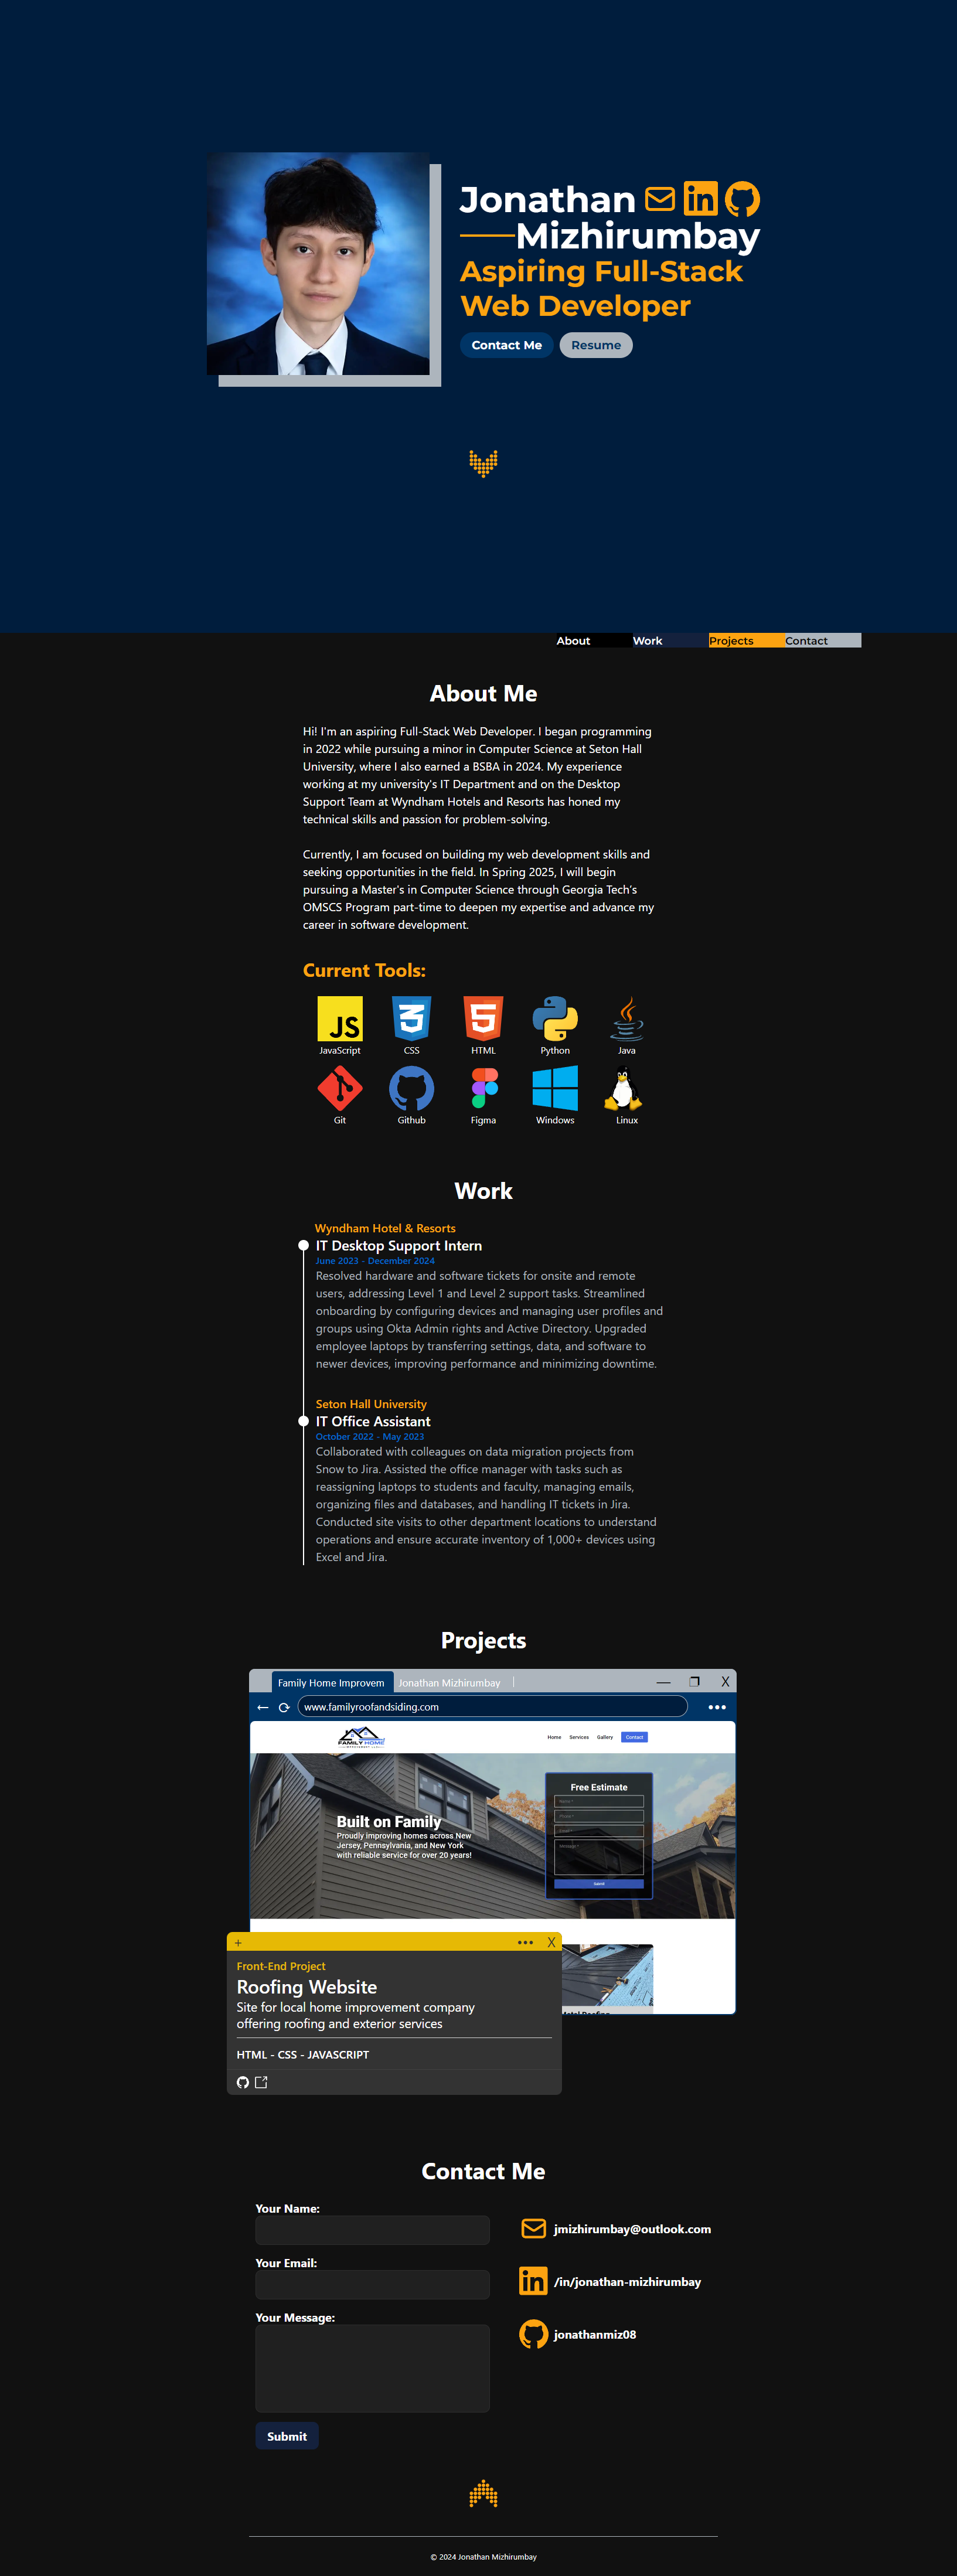 Jonathan
Mizhirumbay
Aspiring Full-Stack
Web Developer
Contact Me
Resume
About
Work
Projects
Contact
About Me
Hi! I'm an aspiring Full-Stack Web Developer. I began programming
in 2022 while pursuing a minor in Computer Science at Seton Hall
University, where I also earned a BSBA in 2024. My experience
working at my university's IT Department and on the Desktop
Support Team at Wyndham Hotels and Resorts has honed my
technical skills and passion for problem-solving.
Currently, I am focused on building my web development skills and
seeking opportunities in the field. In Spring 2025, I will begin
pursuing a Master's in Computer Science through Georgia Tech’s
OMSCS Program part-time to deepen my expertise and advance my
career in software development.
Current Tools:
JS
JavaScript
CSS
HTML
Python
Java
Git
Github
Figma
Windows
Linux
Work
Wyndham Hotel & Resorts
IT Desktop Support Intern
June 2023 - December 2024
Resolved hardware and software tickets for onsite and remote
users, addressing Level 1 and Level 2 support tasks. Streamlined
onboarding by configuring devices and managing user profiles and
groups using Okta Admin rights and Active Directory. Upgraded
employee laptops by transferring settings, data, and software to
newer devices, improving performance and minimizing downtime.
Seton Hall University
IT Office Assistant
October 2022 - May 2023
Collaborated with colleagues on data migration projects from
Snow to Jira. Assisted the office manager with tasks such as
reassigning laptops to students and faculty, managing emails,
organizing files and databases, and handling IT tickets in Jira.
Conducted site visits to other department locations to understand
operations and ensure accurate inventory of 1,000+ devices using
Excel and Jira.
Projects
Family Home Improvem
Jonathan Mizhirumbay
X
www.familyroofandsiding.com
FAMILY HOME
Home
Services
Gallery
Contact
Free Estimate
Name *
Phone *
Email *
Message *
Submit
Built on Family
Proudly improving homes across New
Jersey, Pennsylvania, and New York
with reliable service for over 20 years!
Metal Roofing
+
X
Front-End Project
Roofing Website
Site for local home improvement company
offering roofing and exterior services
HTML - CSS - JAVASCRIPT
Contact Me
Your Name:
Your Email:
Your Message:
Submit
jmizhirumbay@outlook.com
/in/jonathan-mizhirumbay
jonathanmiz08
© 2024 Jonathan Mizhirumbay